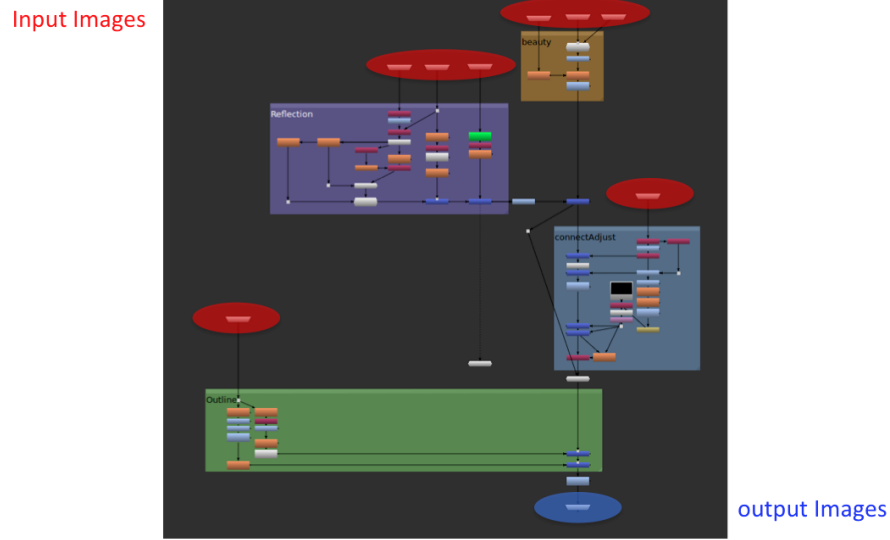 Input Images
beauty
Reflection
connectAdjust
Outline
output Images